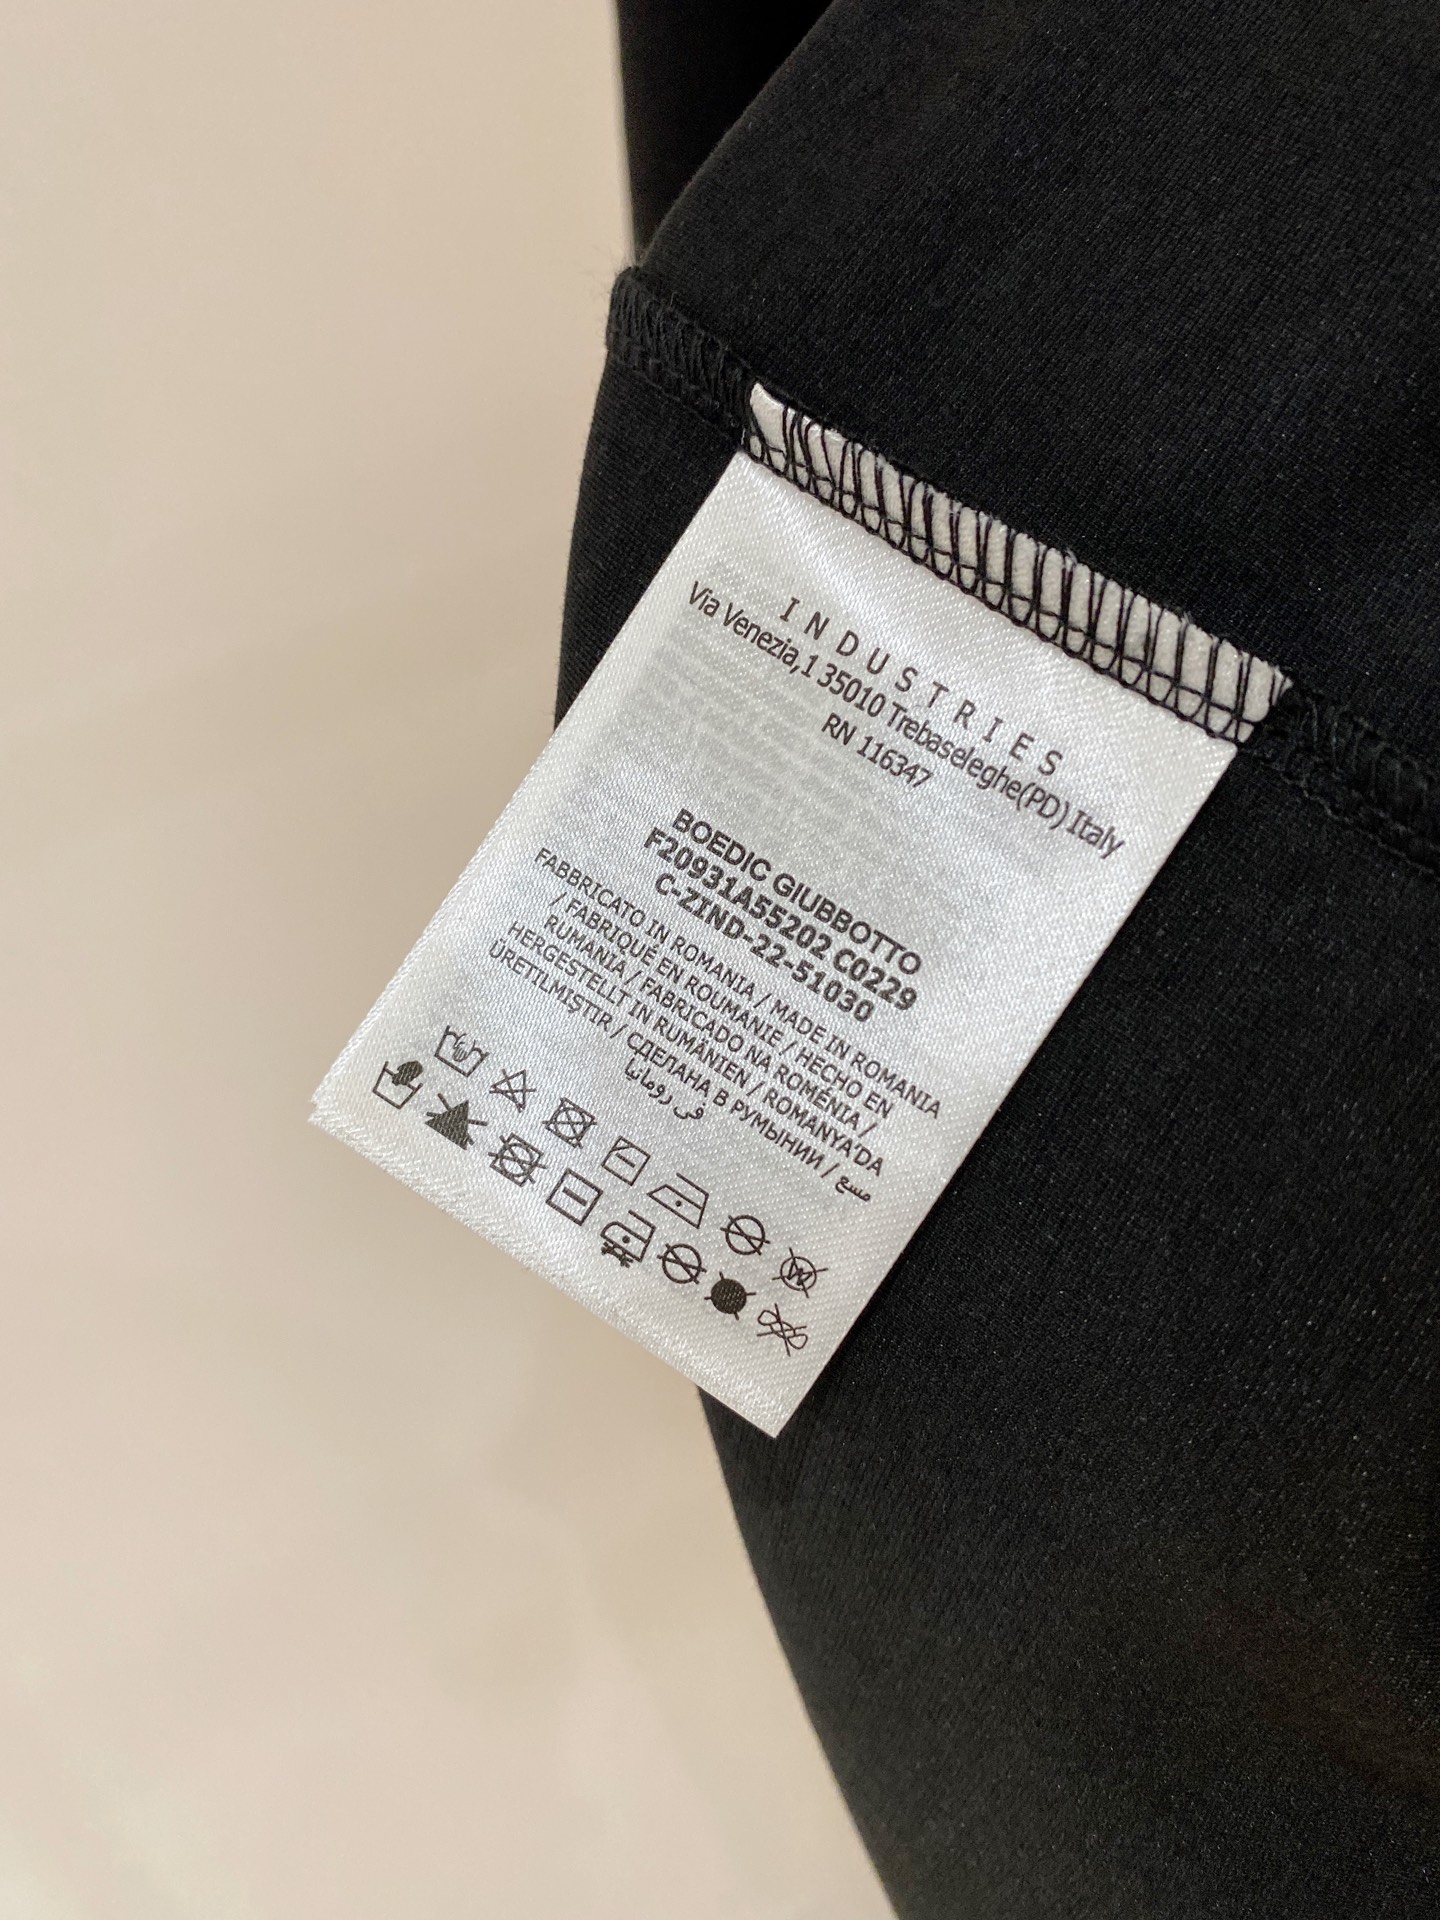 INDUSTRIES
Via Venezia,1 35010 Trebaseleghe(PD) Italy
RN 116347
BOEDIC GIUBBOTTO
F20931A55202 C0229
C-ZIND-22-51030
FABBRICATO IN ROMANIA / MADE IN ROMANIA
/ FABRIQUÉ EN ROUMANIE / HECHO EN
RUMANIA / FABRICADO NA ROMÉNIA /
HERGESTELLT IN RUMÄNIEN / ROMANYA'DA
ÜRETILMIŞTIR / СДЕЛАНА В РУМЫНИИ / صنع
في رومانيا